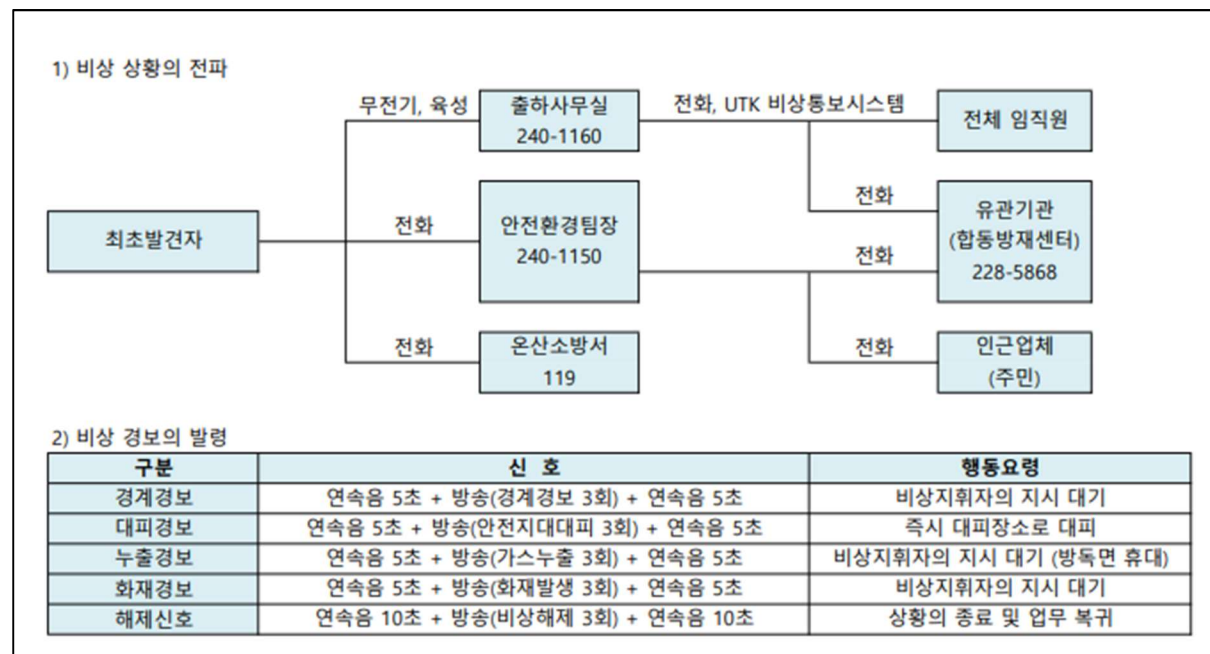 1) 비상 상황의 전파
무전기, 육성
출하사무실
240-1160
전화, UTK 비상통보시스템
전체 임직원
최초발견자
전화
안전환경팀장
240-1150
전화
유관기관
(합동방재센터)
228-5868
전화
전화
온산소방서
119
전화
인근업체
(주민)
2) 비상 경보의 발령
구분 신 호 행동요령
경계경보 연속음 5초 + 방송(경계경보 3회) + 연속음 5초 비상지휘자의 지시 대기
대피경보 연속음 5초 + 방송(안전지대대피 3회) + 연속음 5초 즉시 대피장소로 대피
누출경보 연속음 5초 + 방송(가스누출 3회) + 연속음 5초 비상지휘자의 지시 대기 (방독면 휴대)
화재경보 연속음 5초 + 방송(화재발생 3회) + 연속음 5초 비상지휘자의 지시 대기
해제신호 연속음 10초 + 방송(비상해제 3회) + 연속음 10초 상황의 종료 및 업무 복귀